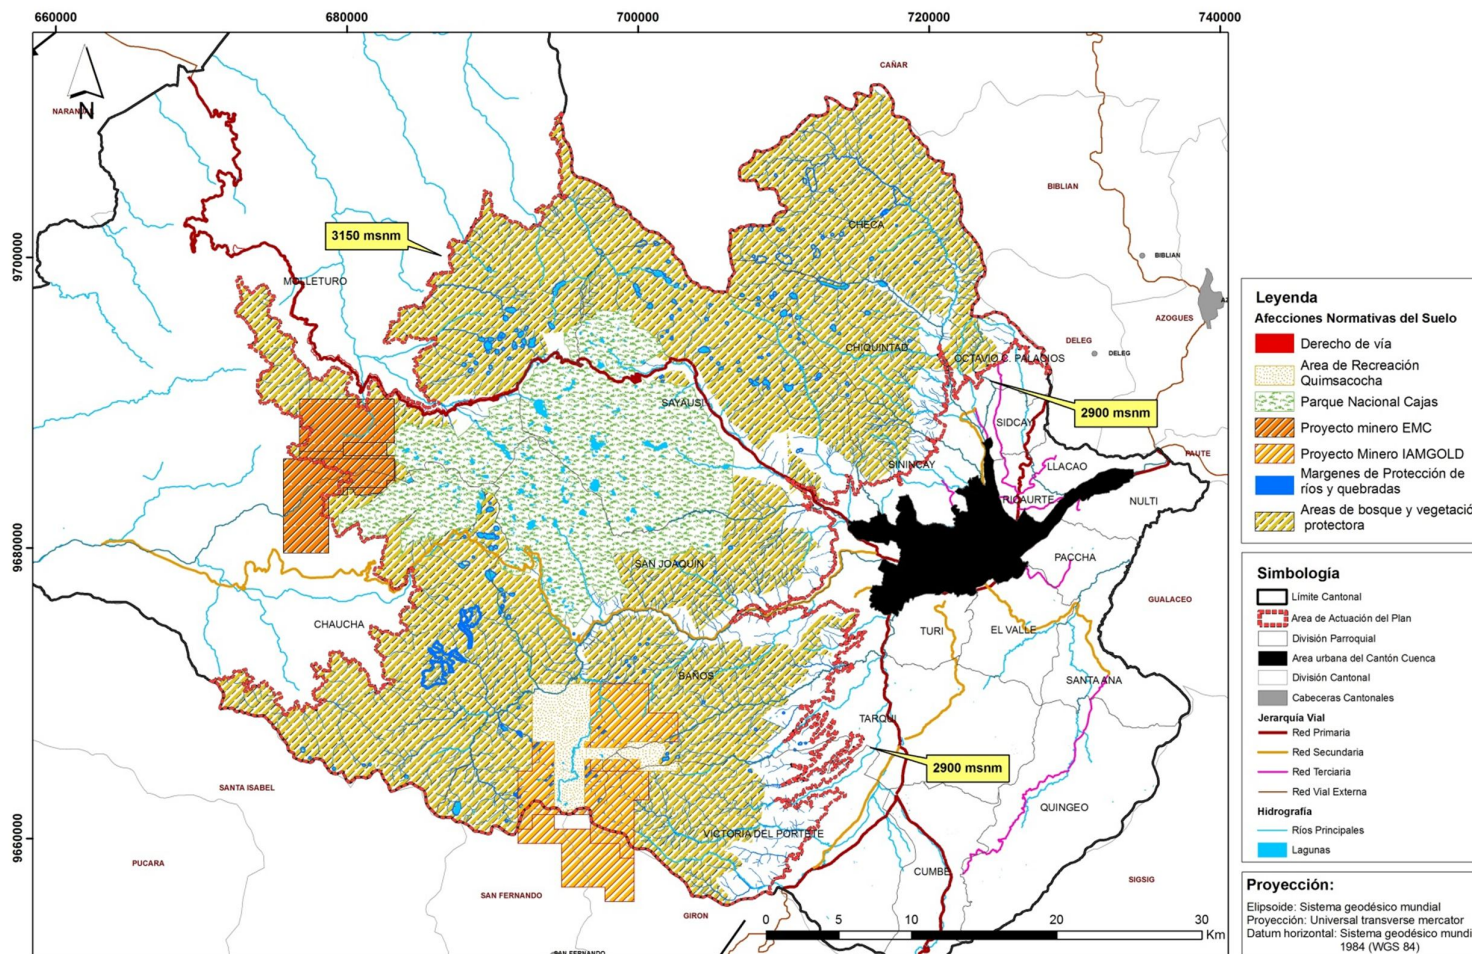 660000
680000
700000
720000
740000
9700000
9680000
9660000
N
CAÑAR
BIBLIAN
BIBLIAN
AZOGUES
DELEG
DELEG
PAUTE
GUALACEO
SIGSIG
GIRON
SAN FERNANDO
SAN FERNANDO
PUCARA
SANTA ISABEL
3150 msnm
2900 msnm
2900 msnm
MOLLETURO
CHECA
CHIQUINTAD
OCTAVIO C. PALACIOS
SAYAUSI
SIDCAY
SININCAY
LLACAO
RICAURTE
NULTI
PACCHA
SAN JOAQUIN
CHAUCHA
TURI
EL VALLE
BAÑOS
SANTA ANA
TARQUI
QUINGEO
VICTORIA DEL PORTETE
CUMBE
0 5 10 20 30
Km
Leyenda
Afecciones Normativas del Suelo
Derecho de vía
Area de Recreación
Quimsacocha
Parque Nacional Cajas
Proyecto minero EMC
Proyecto Minero IAMGOLD
Margenes de Protección de
ríos y quebradas
Areas de bosque y vegetació
protectora
Simbología
Límite Cantonal
Area de Actuación del Plan
División Parroquial
Area urbana del Cantón Cuenca
División Cantonal
Cabeceras Cantonales
Jerarquía Vial
Red Primaria
Red Secundaria
Red Terciaria
Red Vial Externa
Hidrografía
Ríos Principales
Lagunas
Proyección:
Elipsoide: Sistema geodésico mundial
Proyección: Universal transverse mercator
Datum horizontal: Sistema geodésico mundi
1984 (WGS 84)